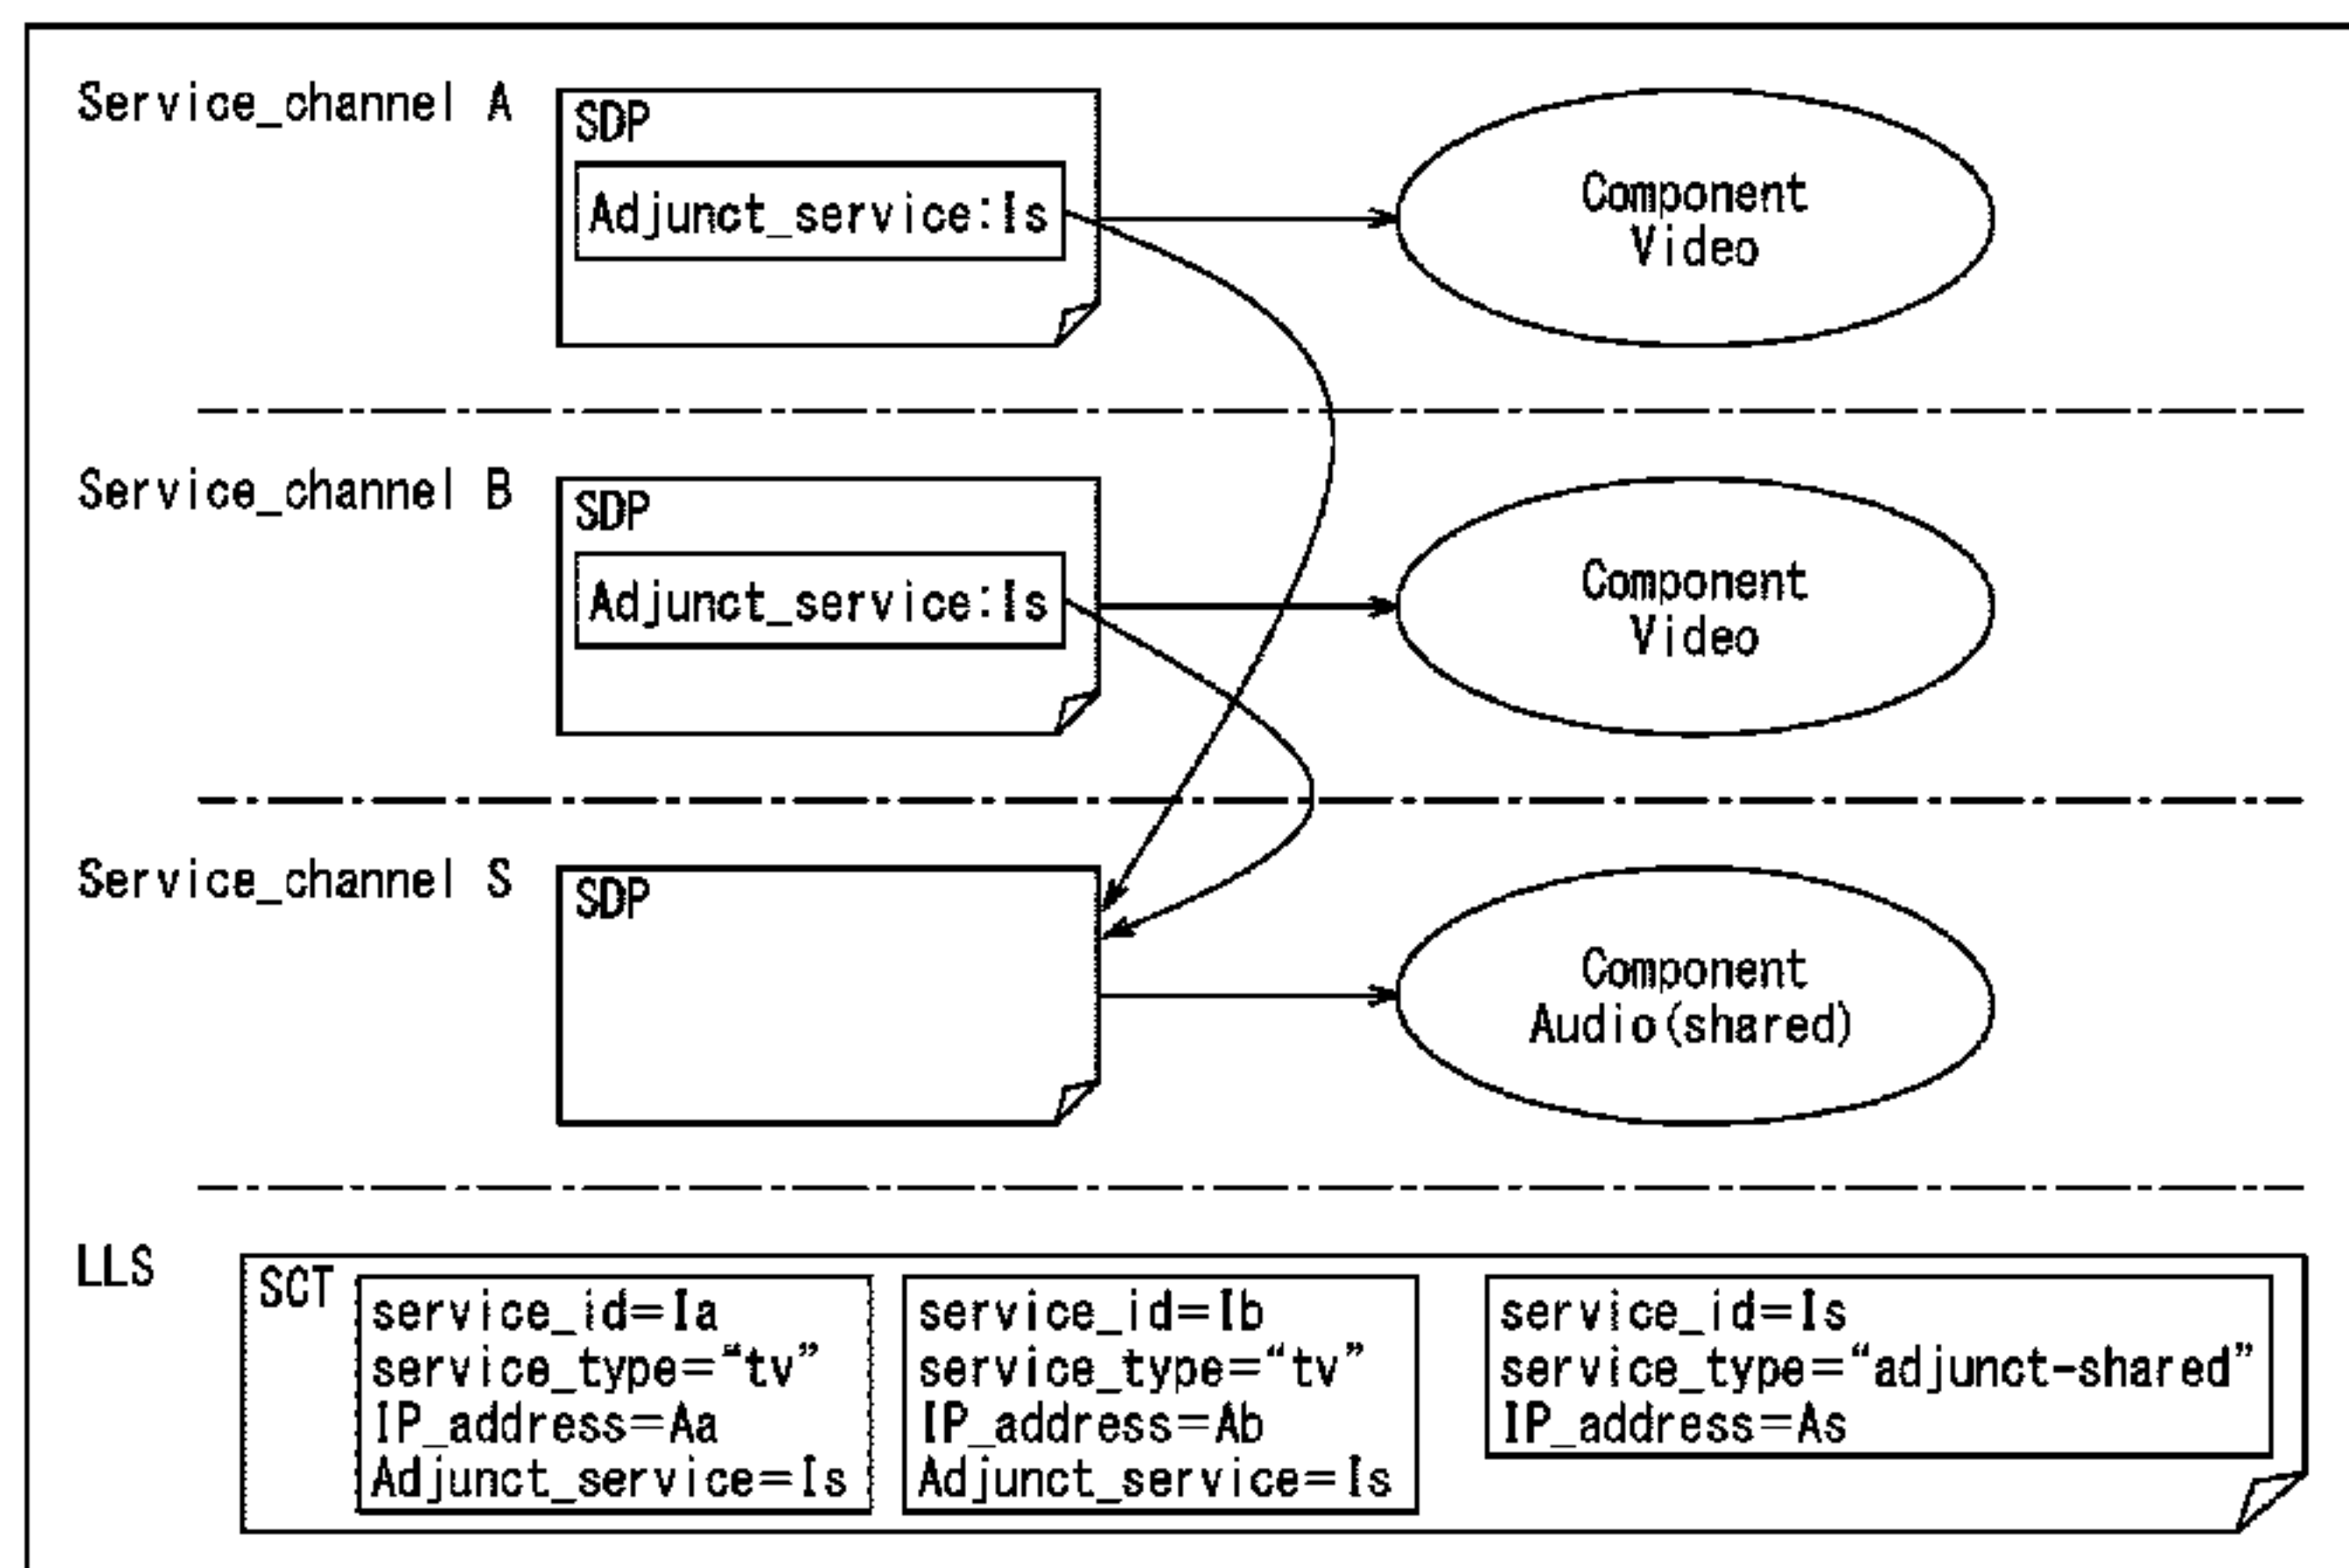 Service_channel A
SDP
Adjunct_service:Is
Component
Video
Service_channel B
SDP
Adjunct_service:Is
Component
Video
Service_channel S
SDP
Component
Audio(shared)
LLS
SCT
service_id=Ia
service_type=“tv”
IP_address=Aa
Adjunct_service=Is
service_id=Ib
service_type=“tv”
IP_address=Ab
Adjunct_service=Is
service_id=Is
service_type=“adjunct-shared”
IP_address=As